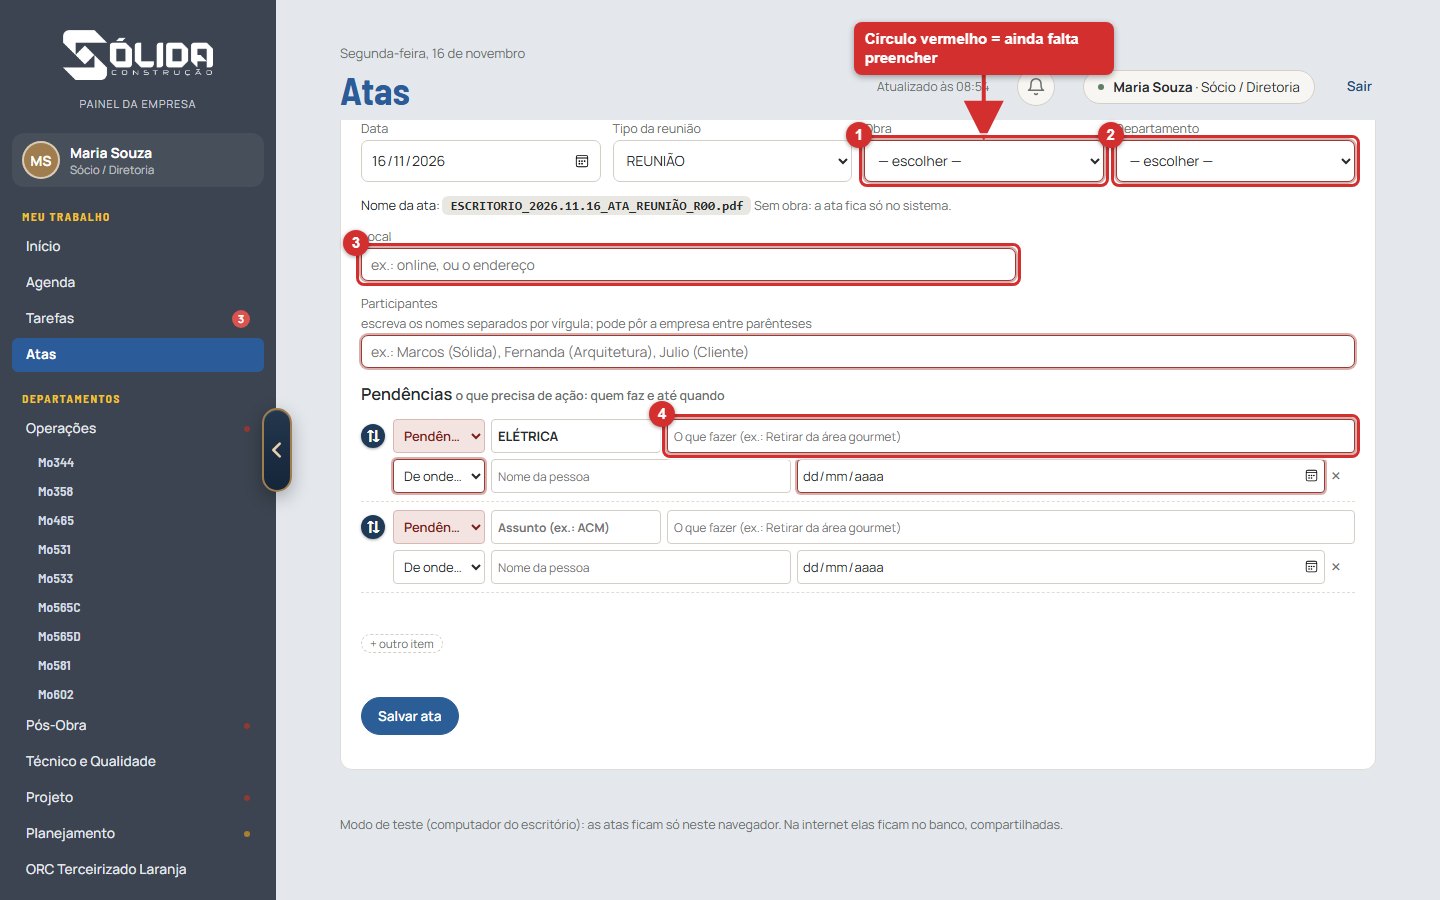 SÓLIDA
CONSTRUÇÃO
PAINEL DA EMPRESA
MS
Maria Souza
Sócio / Diretoria
MEU TRABALHO
Início
Agenda
Tarefas
3
Atas
DEPARTAMENTOS
Operações
Mo344
Mo358
Mo465
Mo531
Mo533
Mo565C
Mo565D
Mo581
Mo602
Pós-Obra
Técnico e Qualidade
Projeto
Planejamento
ORC Terceirizado Laranja
Segunda-feira, 16 de novembro
Atas
Círculo vermelho = ainda falta
preencher
Atualizado às 08:54
Maria Souza · Sócio / Diretoria
Sair
Data
Tipo da reunião
1
Obra
2
Departamento
16/11/2026
REUNIÃO
— escolher —
— escolher —
Nome da ata: ESCRITORIO_2026.11.16_ATA_REUNIÃO_R00.pdf Sem obra: a ata fica só no sistema.
3
Local
ex.: online, ou o endereço
Participantes
escreva os nomes separados por vírgula; pode pôr a empresa entre parênteses
ex.: Marcos (Sólida), Fernanda (Arquitetura), Julio (Cliente)
Pendências o que precisa de ação: quem faz e até quando
4
Pendên...
ELÉTRICA
O que fazer (ex.: Retirar da área gourmet)
De onde...
Nome da pessoa
dd/mm/aaaa
×
Pendên...
Assunto (ex.: ACM)
O que fazer (ex.: Retirar da área gourmet)
De onde...
Nome da pessoa
dd/mm/aaaa
×
+ outro item
Salvar ata
Modo de teste (computador do escritório): as atas ficam só neste navegador. Na internet elas ficam no banco, compartilhadas.